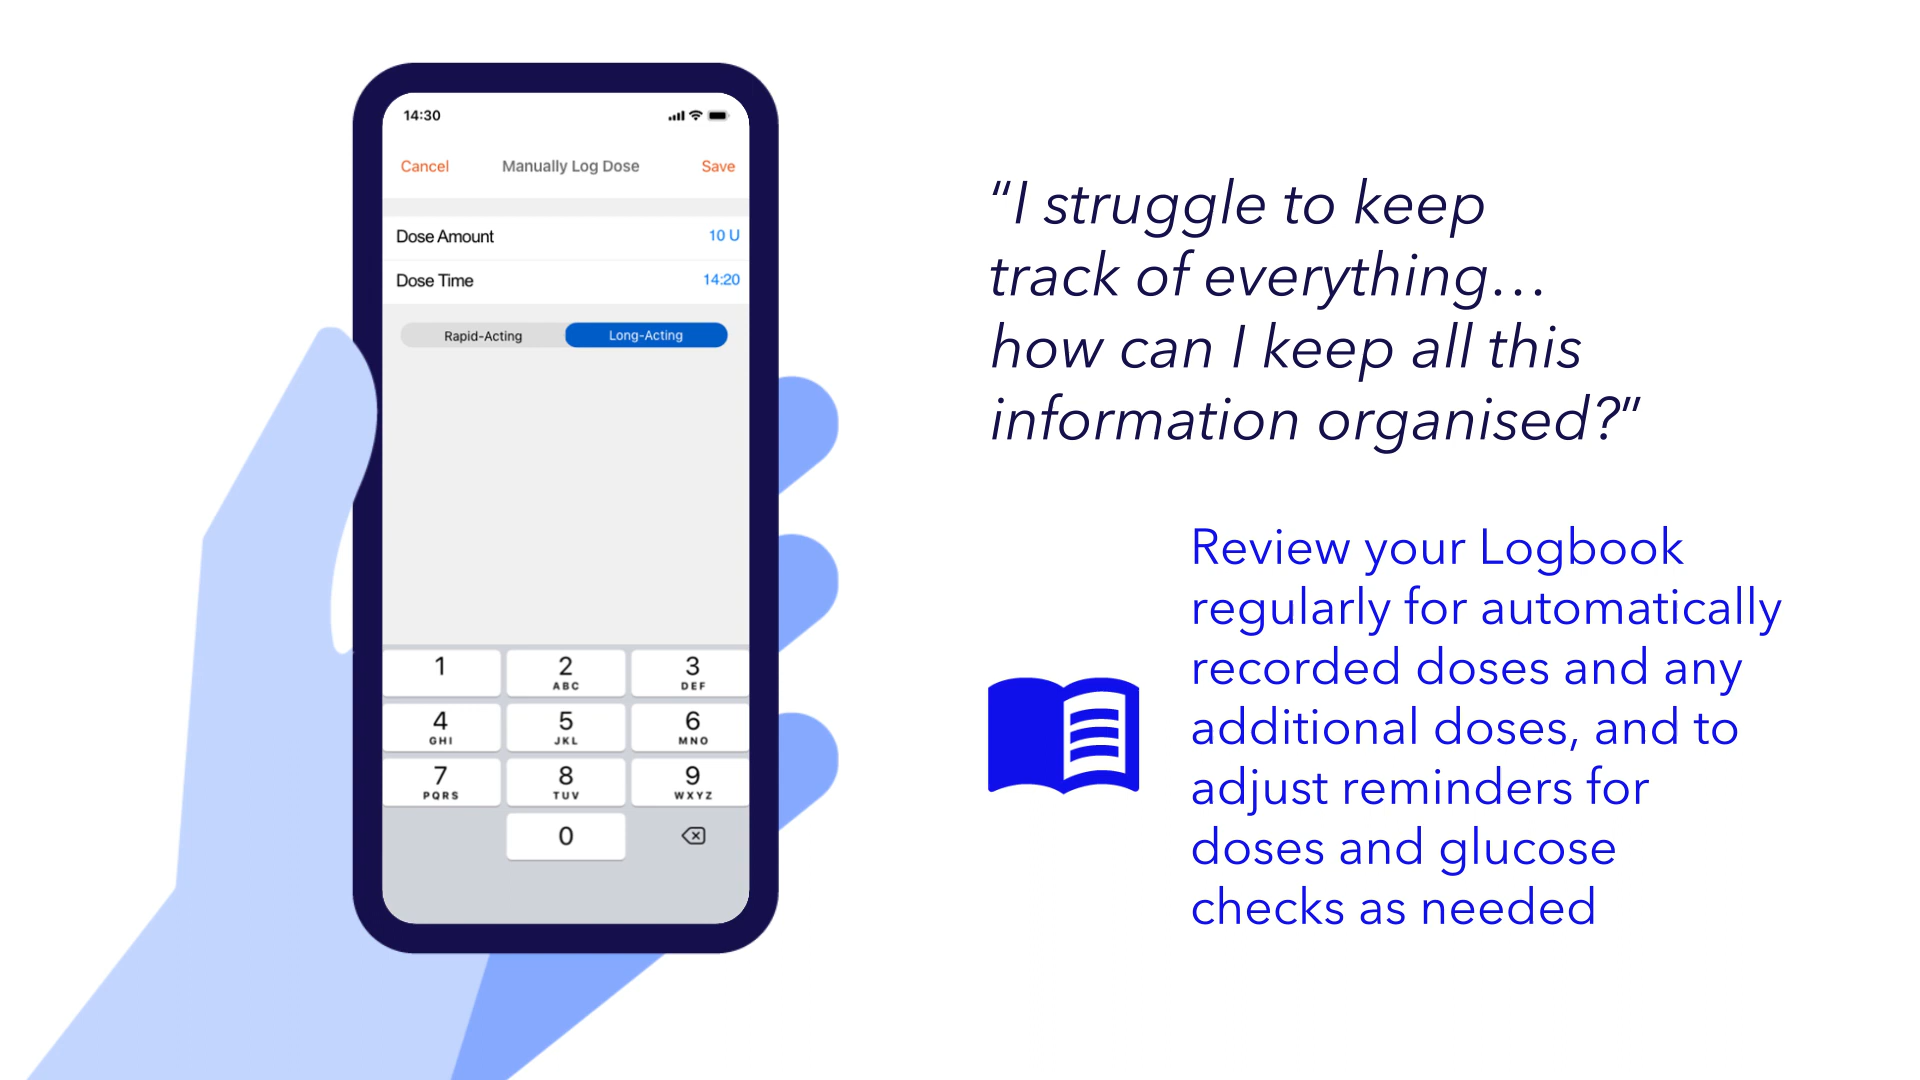 14:30
Cancel Manually Log Dose Save
Dose Amount 10 U
Dose Time 14:20
Rapid-Acting Long-Acting
1 2 3
ABC DEF
4 5 6
GHI JKL MNO
7 8 9
PQRS TUV WXYZ
0
“I struggle to keep
track of everything…
how can I keep all this
information organised?”
Review your Logbook
regularly for automatically
recorded doses and any
additional doses, and to
adjust reminders for
doses and glucose
checks as needed